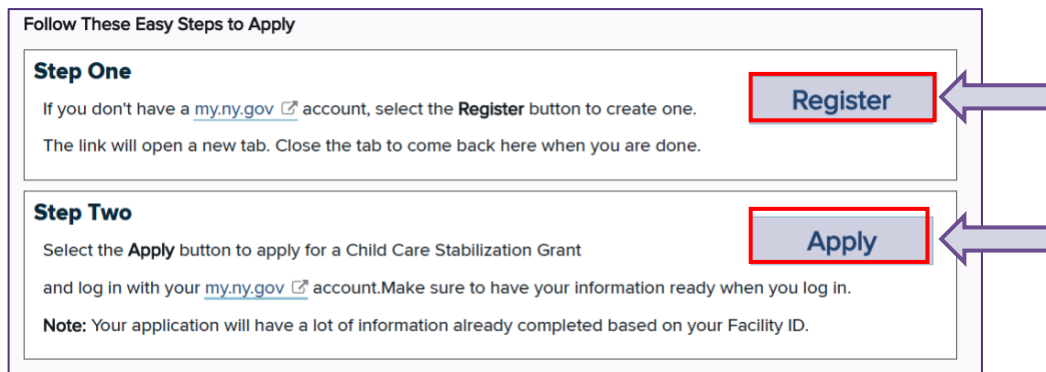 Follow These Easy Steps to Apply
Step One
If you don't have a my.ny.gov account, select the Register button to create one.
Register
The link will open a new tab. Close the tab to come back here when you are done.
Step Two
Select the Apply button to apply for a Child Care Stabilization Grant
Apply
and log in with your my.ny.gov account.Make sure to have your information ready when you log in.
Note: Your application will have a lot of information already completed based on your Facility ID.